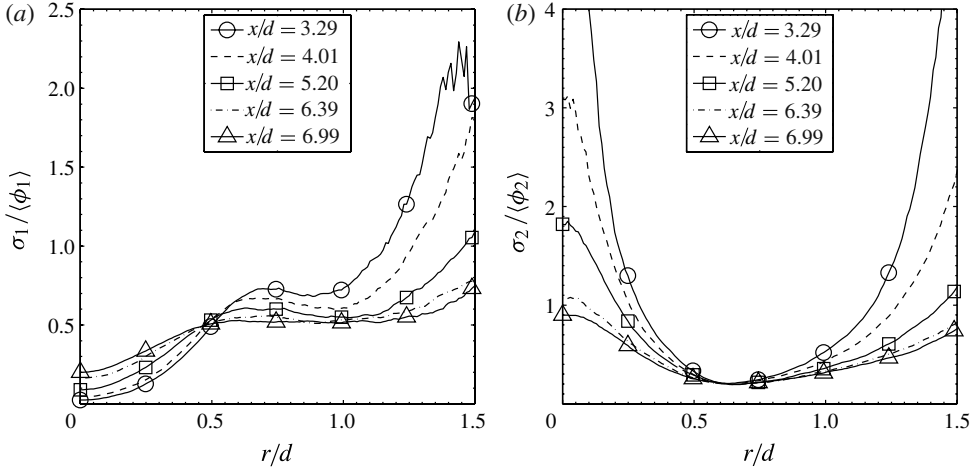 (a)
2.5
2.0
1.5
1.0
0.5
0
0.5
1.0
1.5
σ1/⟨ϕ1⟩
r/d
x/d = 3.29
x/d = 4.01
x/d = 5.20
x/d = 6.39
x/d = 6.99
(b)
4
3
2
1
0
0.5
1.0
1.5
σ2/⟨ϕ2⟩
r/d
x/d = 3.29
x/d = 4.01
x/d = 5.20
x/d = 6.39
x/d = 6.99